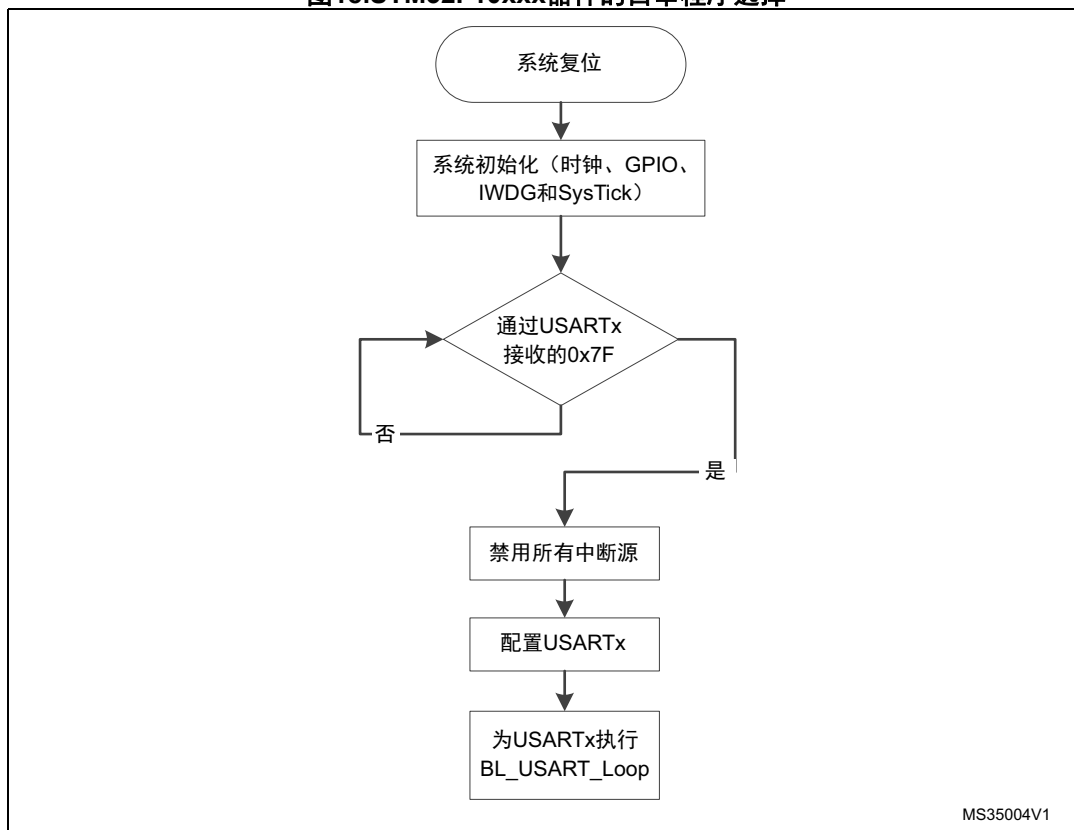 系统复位
系统初始化（时钟、GPIO、
IWDG和SysTick）
通过USARTx
接收的0x7F
否
是
禁用所有中断源
配置USARTx
为USARTx执行
BL_USART_Loop
MS35004V1